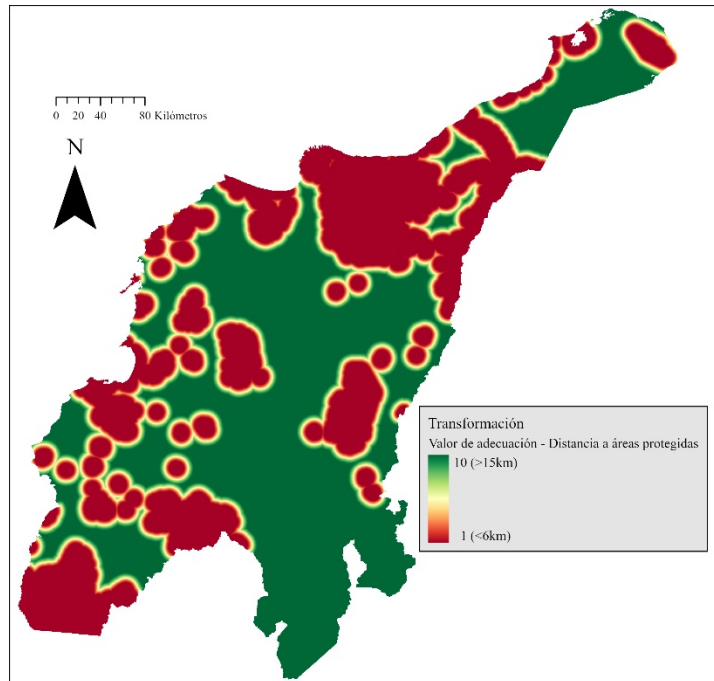 0 20 40 80 Kilómetros
N
Transformación
Valor de adecuación - Distancia a áreas protegidas
10 (>15km)
1 (<6km)